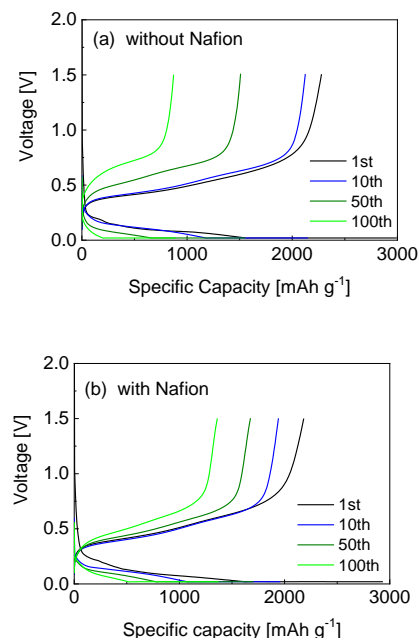 (a) without Nafion
2.0
1.5
1.0
0.5
0.0
Voltage [V]
1st
10th
50th
100th
0 1000 2000 3000
Specific Capacity [mAh g⁻¹]
(b) with Nafion
2.0
1.5
1.0
0.5
0.0
Voltage [V]
1st
10th
50th
100th
0 1000 2000 3000
Specific capacity [mAh g⁻¹]